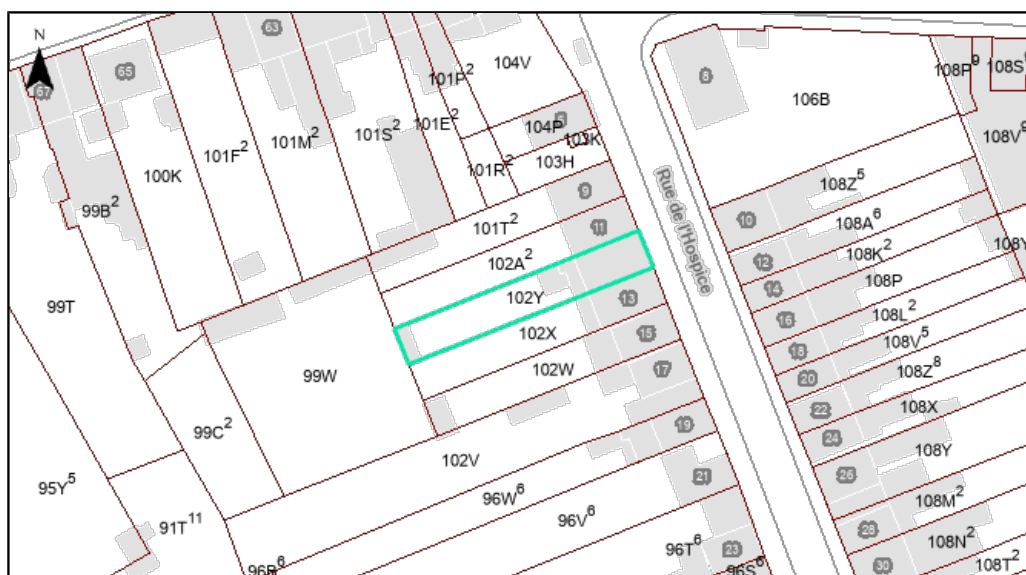 N
63
65
67
8
104V
101P²
106B
108P⁹
108S
101E²
104P
103K
101S²
101M²
101F²
100K
103H
101R²
108V⁹
9
108Z⁵
99B²
10
101T²
11
108A⁶
Rue de l'Hospice
108Y
12
108K²
102A²
14
108P
102Y
13
99T
16
108L²
102X
15
18
108V⁵
99W
102W
17
20
108Z⁸
22
108X
99C²
19
24
108Y
102V
21
26
95Y⁵
96W⁶
108M²
91T¹¹
96V⁶
28
108N²
96T⁶
23
30
108T²
96R⁶
96S⁶